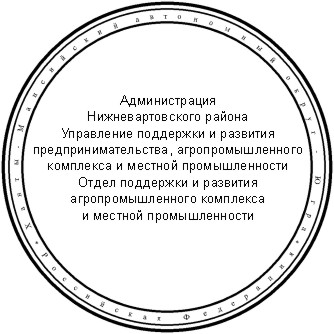 Администрация
Нижневартовского района
Управление поддержки и развития
предпринимательства, агропромышленного
комплекса и местной промышленности
Отдел поддержки и развития
агропромышленного комплекса
и местной промышленности
* Российская Федерация * Ханты-Мансийский автономный округ - Югра